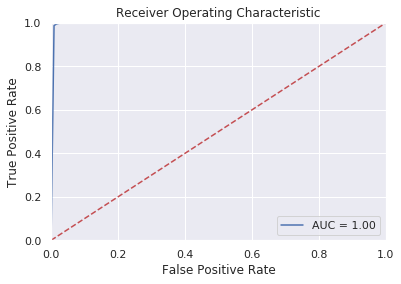 Receiver Operating Characteristic
True Positive Rate
1.0
0.8
0.6
0.4
0.2
0.0
AUC = 1.00
0.0 0.2 0.4 0.6 0.8 1.0
False Positive Rate